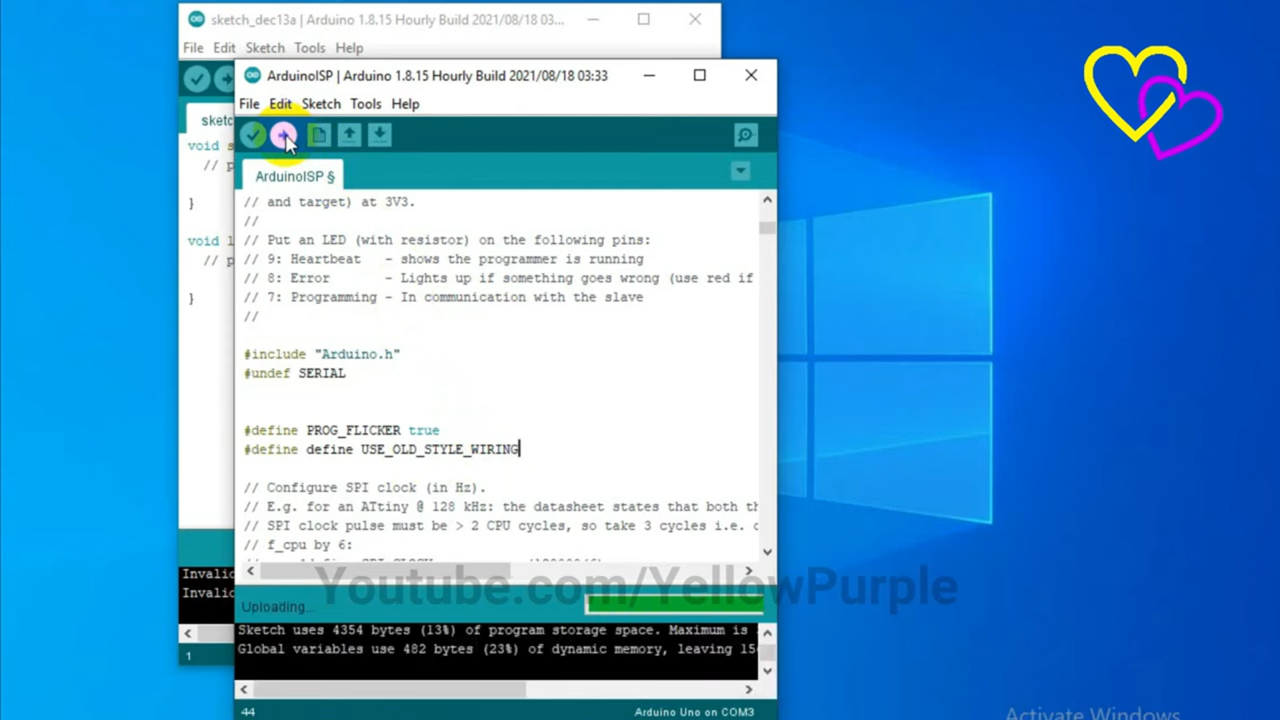 sketch_dec13a | Arduino 1.8.15 Hourly Build 2021/08/18 03...
File Edit Sketch Tools Help
ArduinoISP | Arduino 1.8.15 Hourly Build 2021/08/18 03:33
File Edit Sketch Tools Help
ArduinoISP §
// and target) at 3V3.
//
// Put an LED (with resistor) on the following pins:
// 9: Heartbeat - shows the programmer is running
// 8: Error - Lights up if something goes wrong (use red if
// 7: Programming - In communication with the slave
//
#include "Arduino.h"
#undef SERIAL
#define PROG_FLICKER true
#define define USE_OLD_STYLE_WIRING
// Configure SPI clock (in Hz).
// E.g. for an ATtiny @ 128 kHz: the datasheet states that both
// SPI clock pulse must be > 2 CPU cycles, so take 3 cycles i.e.
// f_cpu by 6:
void
//
}
void
//
}
Youtube.com/YellowPurple
Uploading...
Sketch uses 4354 bytes (13%) of program storage space. Maximum is
Global variables use 482 bytes (23%) of dynamic memory, leaving
44
Arduino Uno on COM3
1
Activate Windows